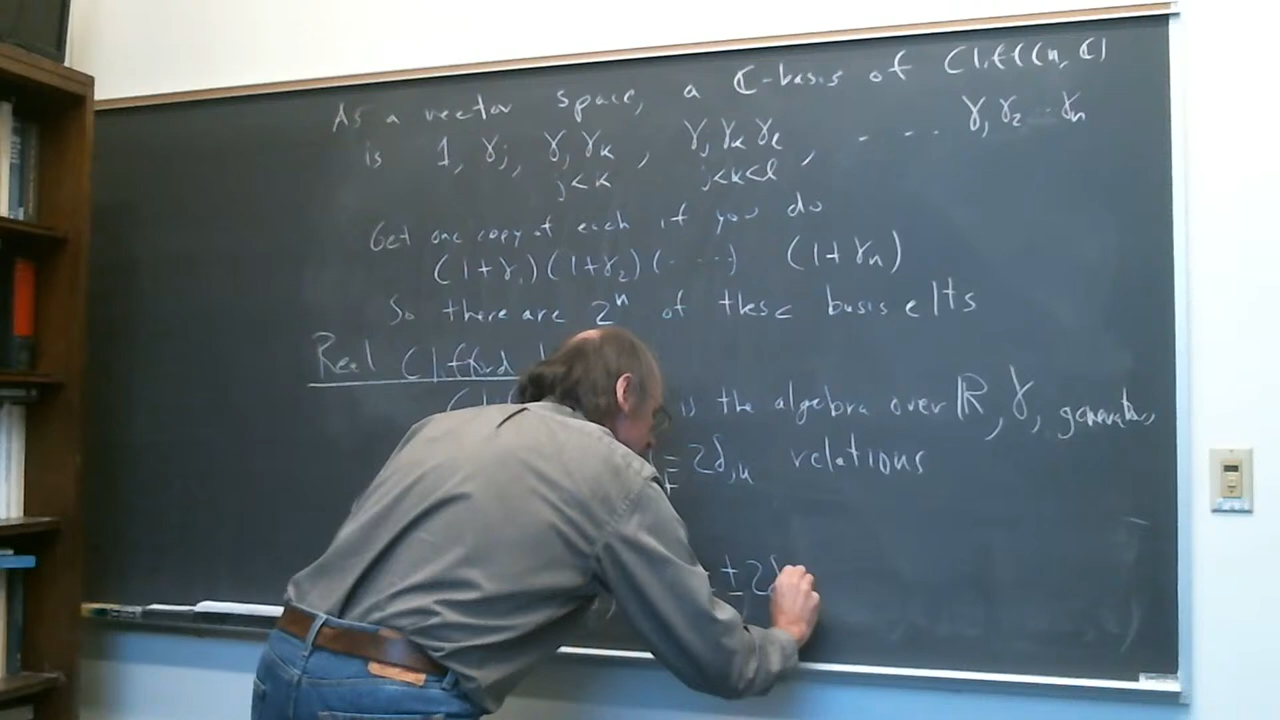 As a vector space, a ℂ-basis of Cliff(n, ℂ)
is 1, γⱼ, γⱼγₖ, γⱼγₖγₗ, ... γ₁γ₂...γₙ
j<k j<k<l
Get one copy of each if you do
(1+γ₁)(1+γ₂)(...) (1+γₙ)
So there are 2ⁿ of these basis elts
Real Clifford
is the algebra over ℝ, γⱼ generators,
= 2δⱼₖ relations
± 2δ